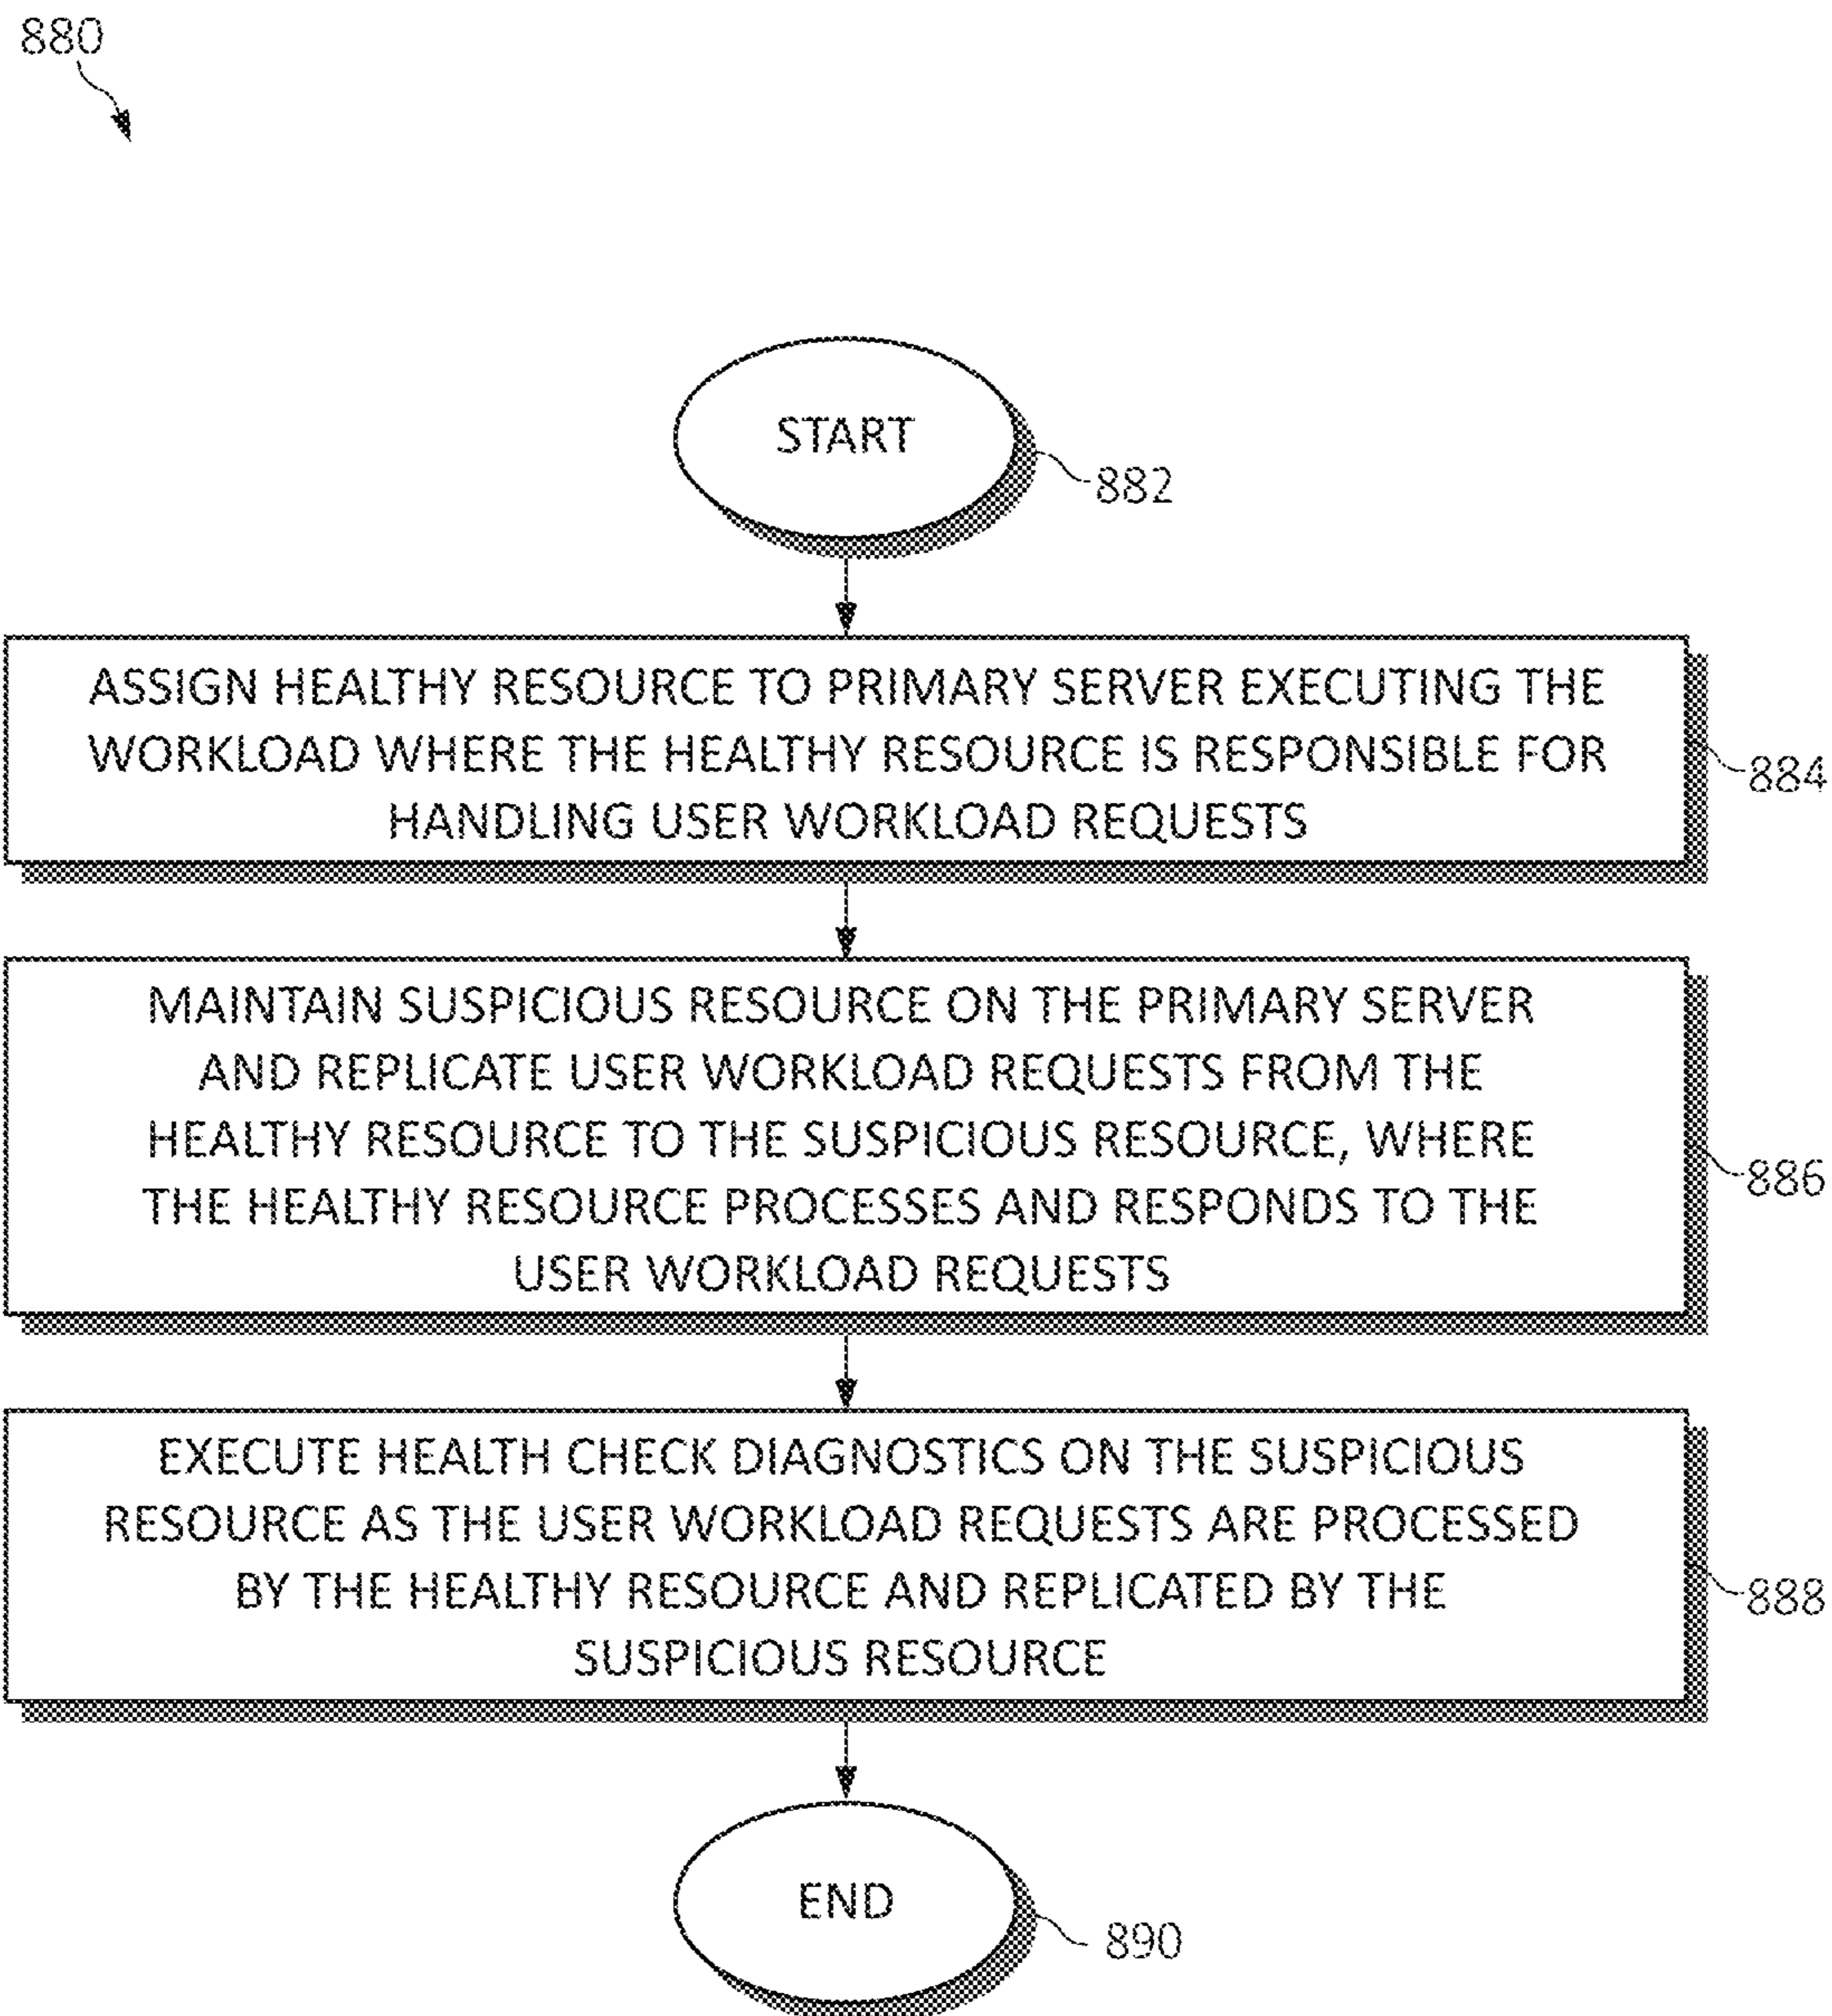 880
START
882
ASSIGN HEALTHY RESOURCE TO PRIMARY SERVER EXECUTING THE
WORKLOAD WHERE THE HEALTHY RESOURCE IS RESPONSIBLE FOR
HANDLING USER WORKLOAD REQUESTS
884
MAINTAIN SUSPICIOUS RESOURCE ON THE PRIMARY SERVER
AND REPLICATE USER WORKLOAD REQUESTS FROM THE
HEALTHY RESOURCE TO THE SUSPICIOUS RESOURCE, WHERE
THE HEALTHY RESOURCE PROCESSES AND RESPONDS TO THE
USER WORKLOAD REQUESTS
886
EXECUTE HEALTH CHECK DIAGNOSTICS ON THE SUSPICIOUS
RESOURCE AS THE USER WORKLOAD REQUESTS ARE PROCESSED
BY THE HEALTHY RESOURCE AND REPLICATED BY THE
SUSPICIOUS RESOURCE
888
END
890